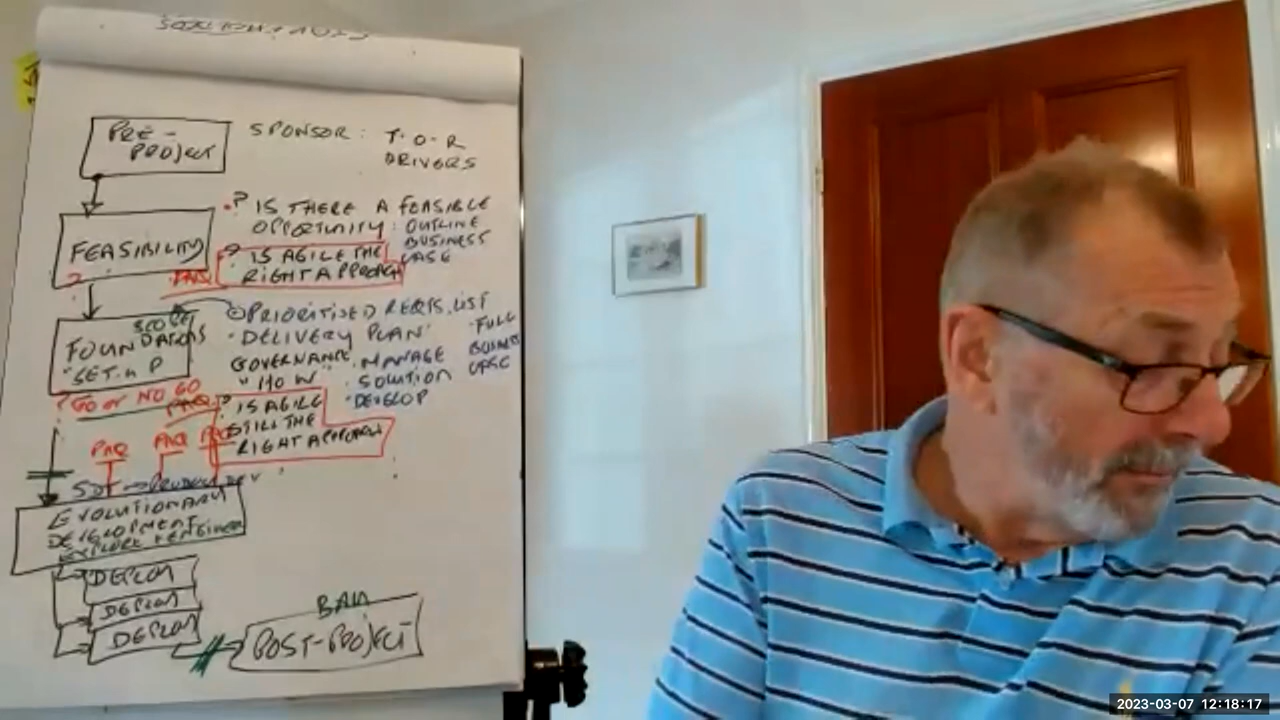 PRE-
PROJECT
SPONSOR: T.O.R
DRIVERS
FEASIBILITY
? IS THERE A FEASIBLE
OPPORTUNITY: OUTLINE
BUSINESS
CASE
? IS AGILE THE
RIGHT APPROACH
?
PAQ
SCOPE
FOUNDATIONS
"SET UP
PRIORITISED REQTS. LIST
· DELIVERY PLAN
GOVERNANCE
"HOW"
· MANAGE
· SOLUTION
· DEVELOP
· FULL
BUSINESS
CASE
? GO or NO GO
PAQ
? IS AGILE
STILL THE
RIGHT APPROACH
PAQ PAQ PAQ
SDT
EVOLUTIONARY
DEVELOPMENT
EXPLORE + ENGINEER
DEPLOY
DEPLOY
DEPLOY
BAU
POST-PROJECT
2023-03-07 12:18:17